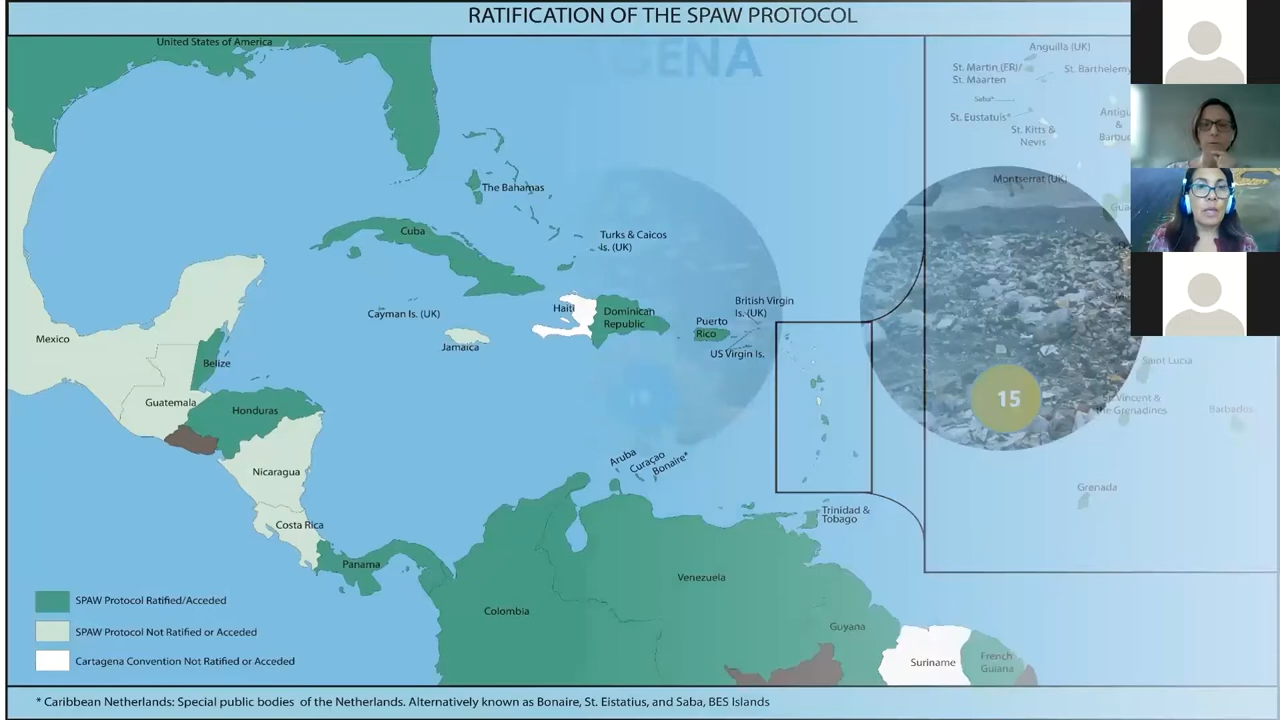 RATIFICATION OF THE SPAW PROTOCOL
GENA
United States of America
Anguilla (UK)
St. Martin (FR)/
St. Maarten
St. Barthelemy
Saba*
St. Eustatuis*
St. Kitts &
Nevis
Antigu
&
Barbu
Montserrat (UK)
Gua
The Bahamas
Cuba
Turks & Caicos
Is. (UK)
Cayman Is. (UK)
Haiti
Dominican
Republic
British Virgin
Is. (UK)
Puerto
Rico
US Virgin Is.
Mexico
Jamaica
Belize
Guatemala
Honduras
Nicaragua
Costa Rica
Panama
Aruba
Curaçao
Bonaire*
Trinidad &
Tobago
Saint Lucia
15
St. Vincent &
the Grenadines
Barbados
Grenada
Venezuela
Colombia
Guyana
Suriname
French
Guiana
SPAW Protocol Ratified/Acceded
SPAW Protocol Not Ratified or Acceded
Cartagena Convention Not Ratified or Acceded
* Caribbean Netherlands: Special public bodies of the Netherlands. Alternatively known as Bonaire, St. Eistatius, and Saba, BES Islands